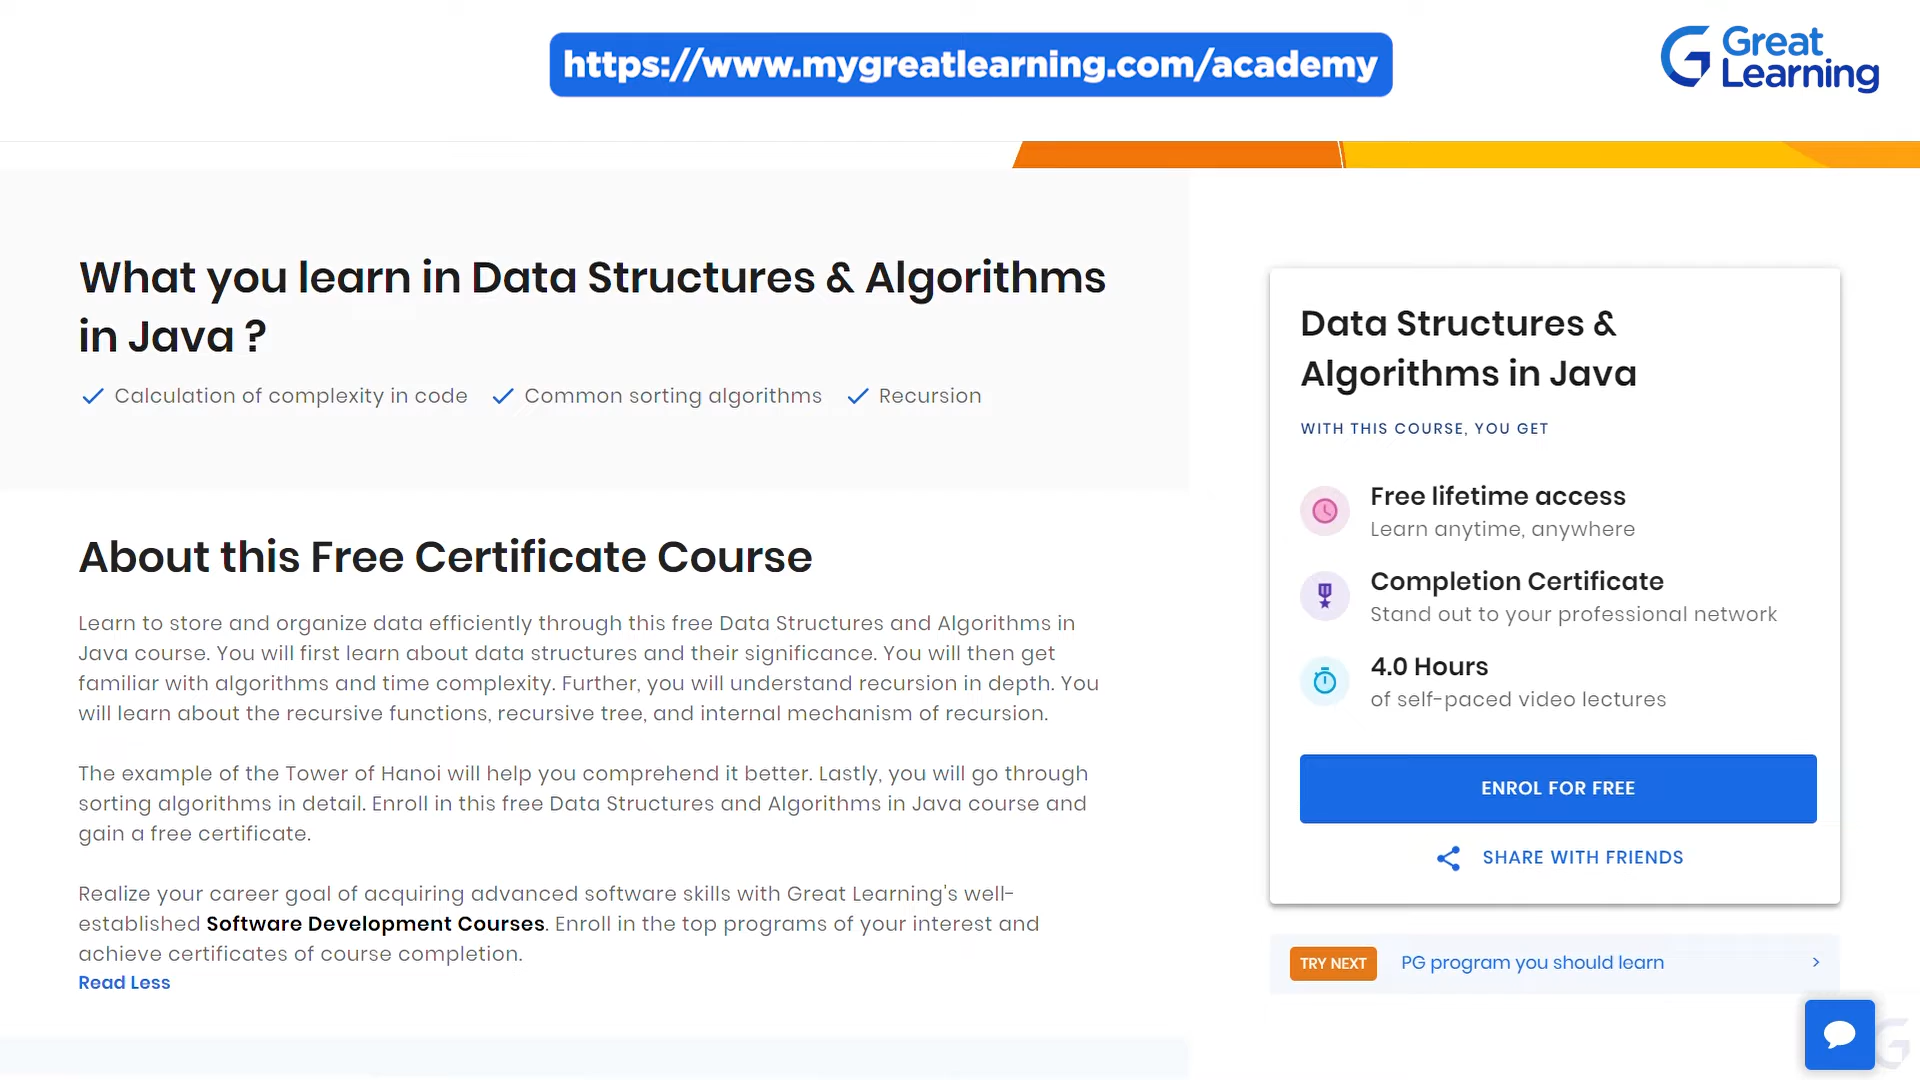 https://www.mygreatlearning.com/academy
Great
Learning
What you learn in Data Structures & Algorithms
in Java ?
Calculation of complexity in code
Common sorting algorithms
Recursion
About this Free Certificate Course
Learn to store and organize data efficiently through this free Data Structures and Algorithms in
Java course. You will first learn about data structures and their significance. You will then get
familiar with algorithms and time complexity. Further, you will understand recursion in depth. You
will learn about the recursive functions, recursive tree, and internal mechanism of recursion.
The example of the Tower of Hanoi will help you comprehend it better. Lastly, you will go through
sorting algorithms in detail. Enroll in this free Data Structures and Algorithms in Java course and
gain a free certificate.
Realize your career goal of acquiring advanced software skills with Great Learning's well-
established Software Development Courses. Enroll in the top programs of your interest and
achieve certificates of course completion.
Read Less
Data Structures &
Algorithms in Java
WITH THIS COURSE, YOU GET
Free lifetime access
Learn anytime, anywhere
Completion Certificate
Stand out to your professional network
4.0 Hours
of self-paced video lectures
ENROL FOR FREE
SHARE WITH FRIENDS
TRY NEXT
PG program you should learn